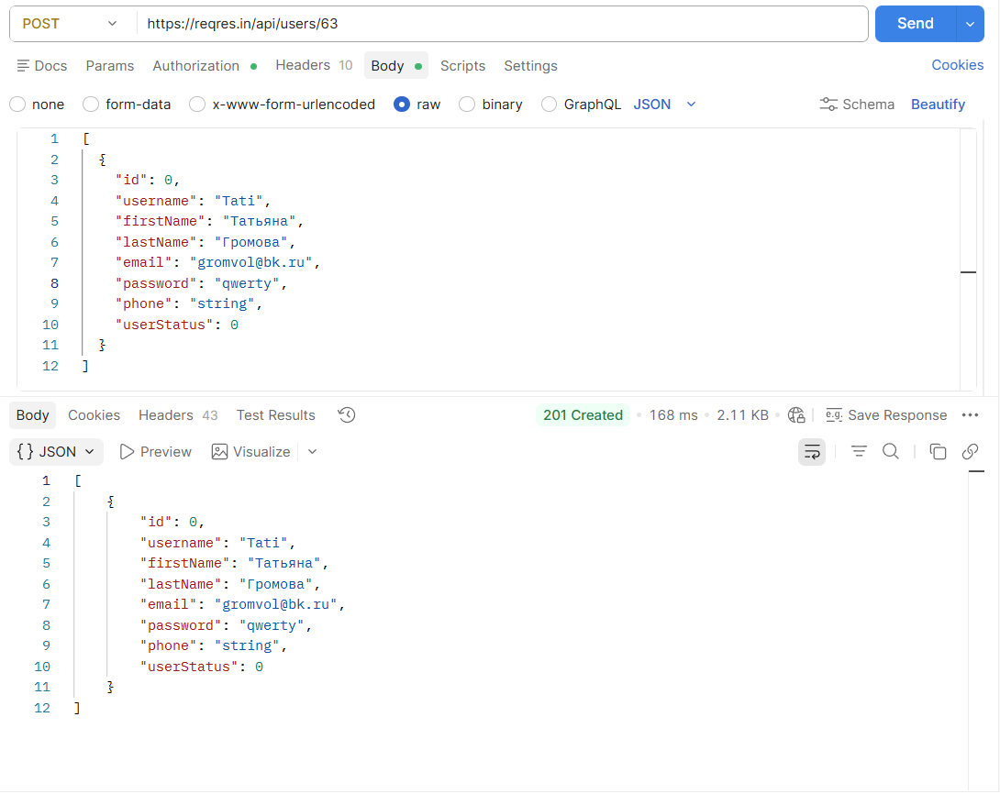 POST https://reqres.in/api/users/63 Send
Docs Params Authorization Headers 10 Body Scripts Settings Cookies
none form-data x-www-form-urlencoded raw binary GraphQL JSON Schema Beautify
1 [
2 {
3 "id": 0,
4 "username": "Tati",
5 "firstName": "Татьяна",
6 "lastName": "Громова",
7 "email": "gromvol@bk.ru",
8 "password": "qwerty",
9 "phone": "string",
10 "userStatus": 0
11 }
12 ]
Body Cookies Headers 43 Test Results 201 Created • 168 ms • 2.11 KB • e.g. Save Response
{} JSON Preview Visualize
1 [
2 {
3 "id": 0,
4 "username": "Tati",
5 "firstName": "Татьяна",
6 "lastName": "Громова",
7 "email": "gromvol@bk.ru",
8 "password": "qwerty",
9 "phone": "string",
10 "userStatus": 0
11 }
12 ]